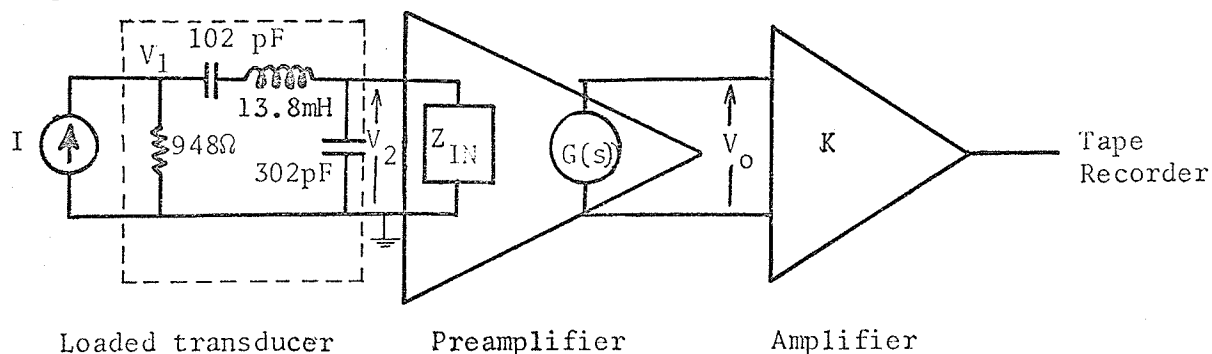 102 pF
V1
13.8mH
I
948Ω
302pF
V2
ZIN
G(s)
Vo
K
Tape
Recorder
Loaded transducer
Preamplifier
Amplifier